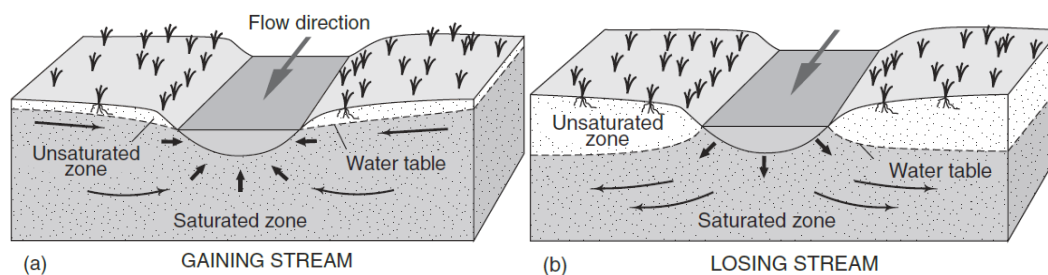 Flow direction
Unsaturated
zone
Water table
Saturated zone
(a)
GAINING STREAM
Unsaturated
zone
Water table
Saturated zone
(b)
LOSING STREAM